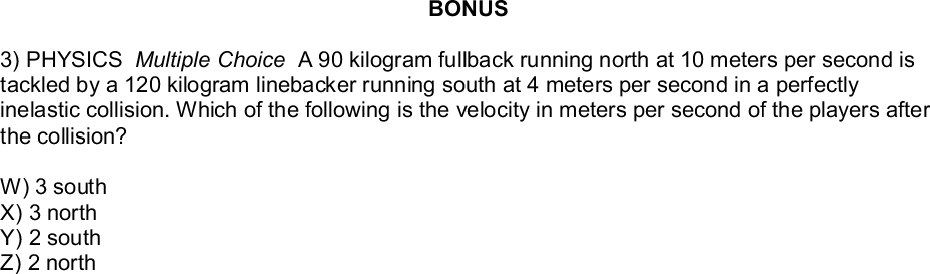 BONUS
3) PHYSICS Multiple Choice A 90 kilogram fullback running north at 10 meters per second is
tackled by a 120 kilogram linebacker running south at 4 meters per second in a perfectly
inelastic collision. Which of the following is the velocity in meters per second of the players after
the collision?
W) 3 south
X) 3 north
Y) 2 south
Z) 2 north